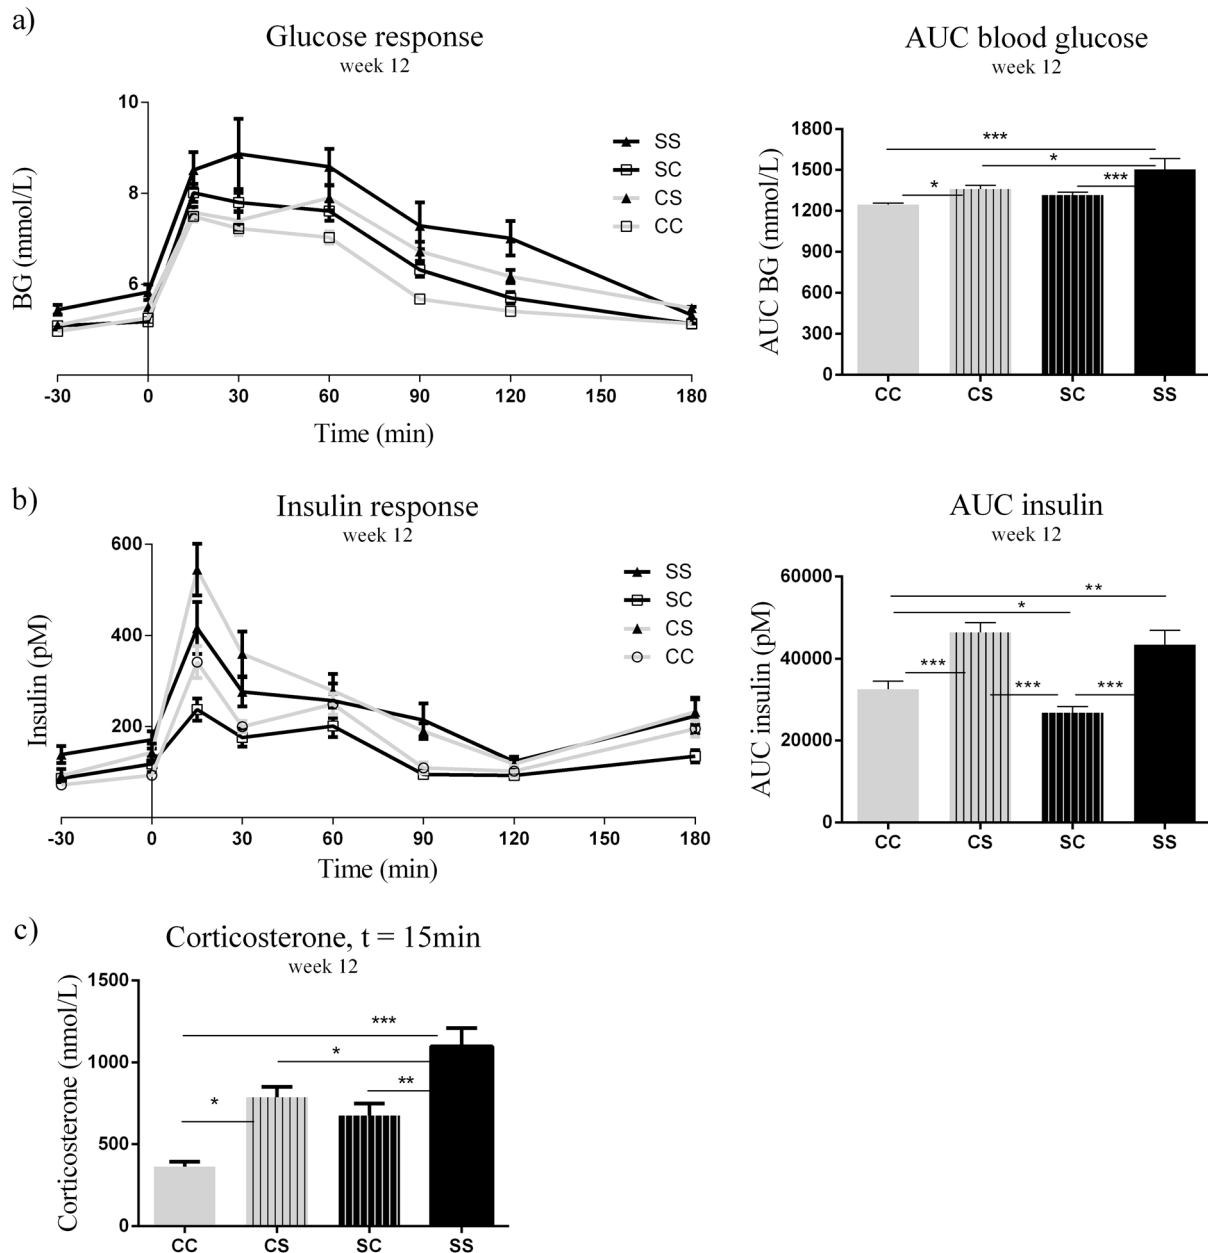 a)
Glucose response
week 12
BG (mmol/L)
10
8
6
-30 0 30 60 90 120 150 180
Time (min)
SS
SC
CS
CC
AUC blood glucose
week 12
AUC BG (mmol/L)
1800
1500
1200
900
600
300
0
***
*
***
*
CC CS SC SS
b)
Insulin response
week 12
Insulin (pM)
600
400
200
-30 0 30 60 90 120 150 180
Time (min)
SS
SC
CS
CC
AUC insulin
week 12
AUC insulin (pM)
60000
40000
20000
0
**
*
***
*** ***
CC CS SC SS
c)
Corticosterone, t = 15min
week 12
Corticosterone (nmol/L)
1500
1000
500
0
***
*
**
*
CC CS SC SS